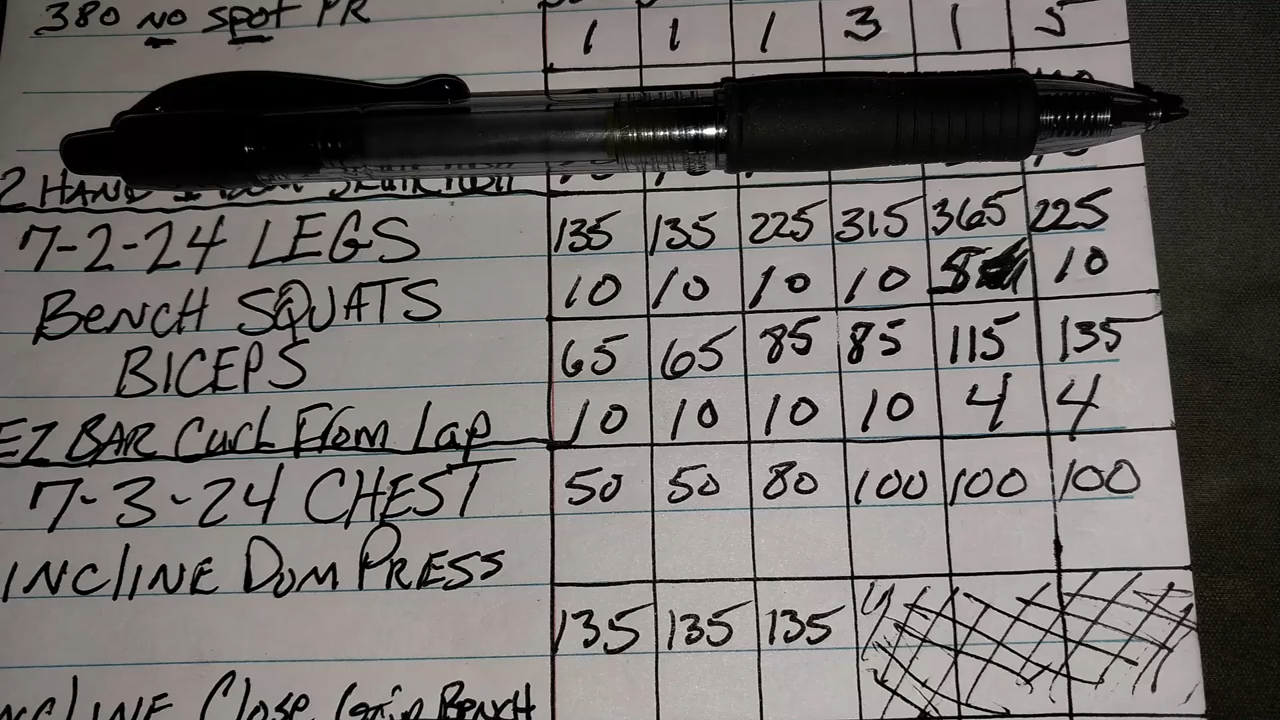 380 no spot PR
1 1 1 3 1 5
2 HAND
7-2-24 LEGS 135 135 225 315 365 225
BENCH SQUATS 10 10 10 10 8 10
BICEPS 65 65 85 85 115 135
EZ BAR Curl From Lap 10 10 10 10 4 4
7-3-24 CHEST 50 50 80 100 100 100
INCLINE DUM PRESS
135 135 135
INCLINE Close Grip BENCH